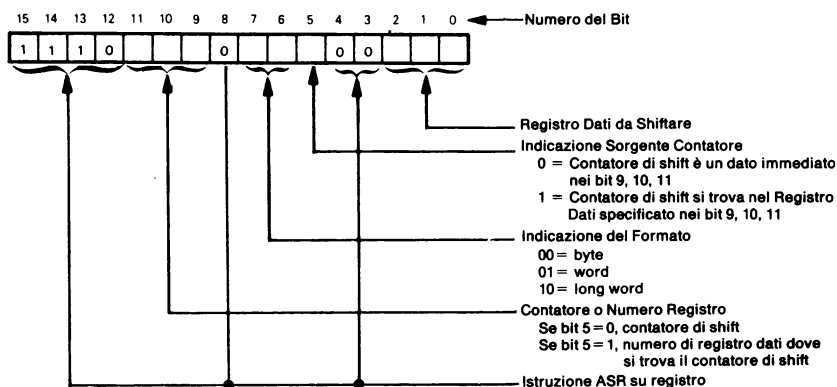 15 14 13 12 11 10 9 8 7 6 5 4 3 2 1 0 Numero del Bit
1 1 1 0 0 0 0
Registro Dati da Shiftare
Indicazione Sorgente Contatore
0 = Contatore di shift è un dato immediato
nei bit 9, 10, 11
1 = Contatore di shift si trova nel Registro
Dati specificato nei bit 9, 10, 11
Indicazione del Formato
00 = byte
01 = word
10 = long word
Contatore o Numero Registro
Se bit 5 = 0, contatore di shift
Se bit 5 = 1, numero di registro dati dove
si trova il contatore di shift
Istruzione ASR su registro